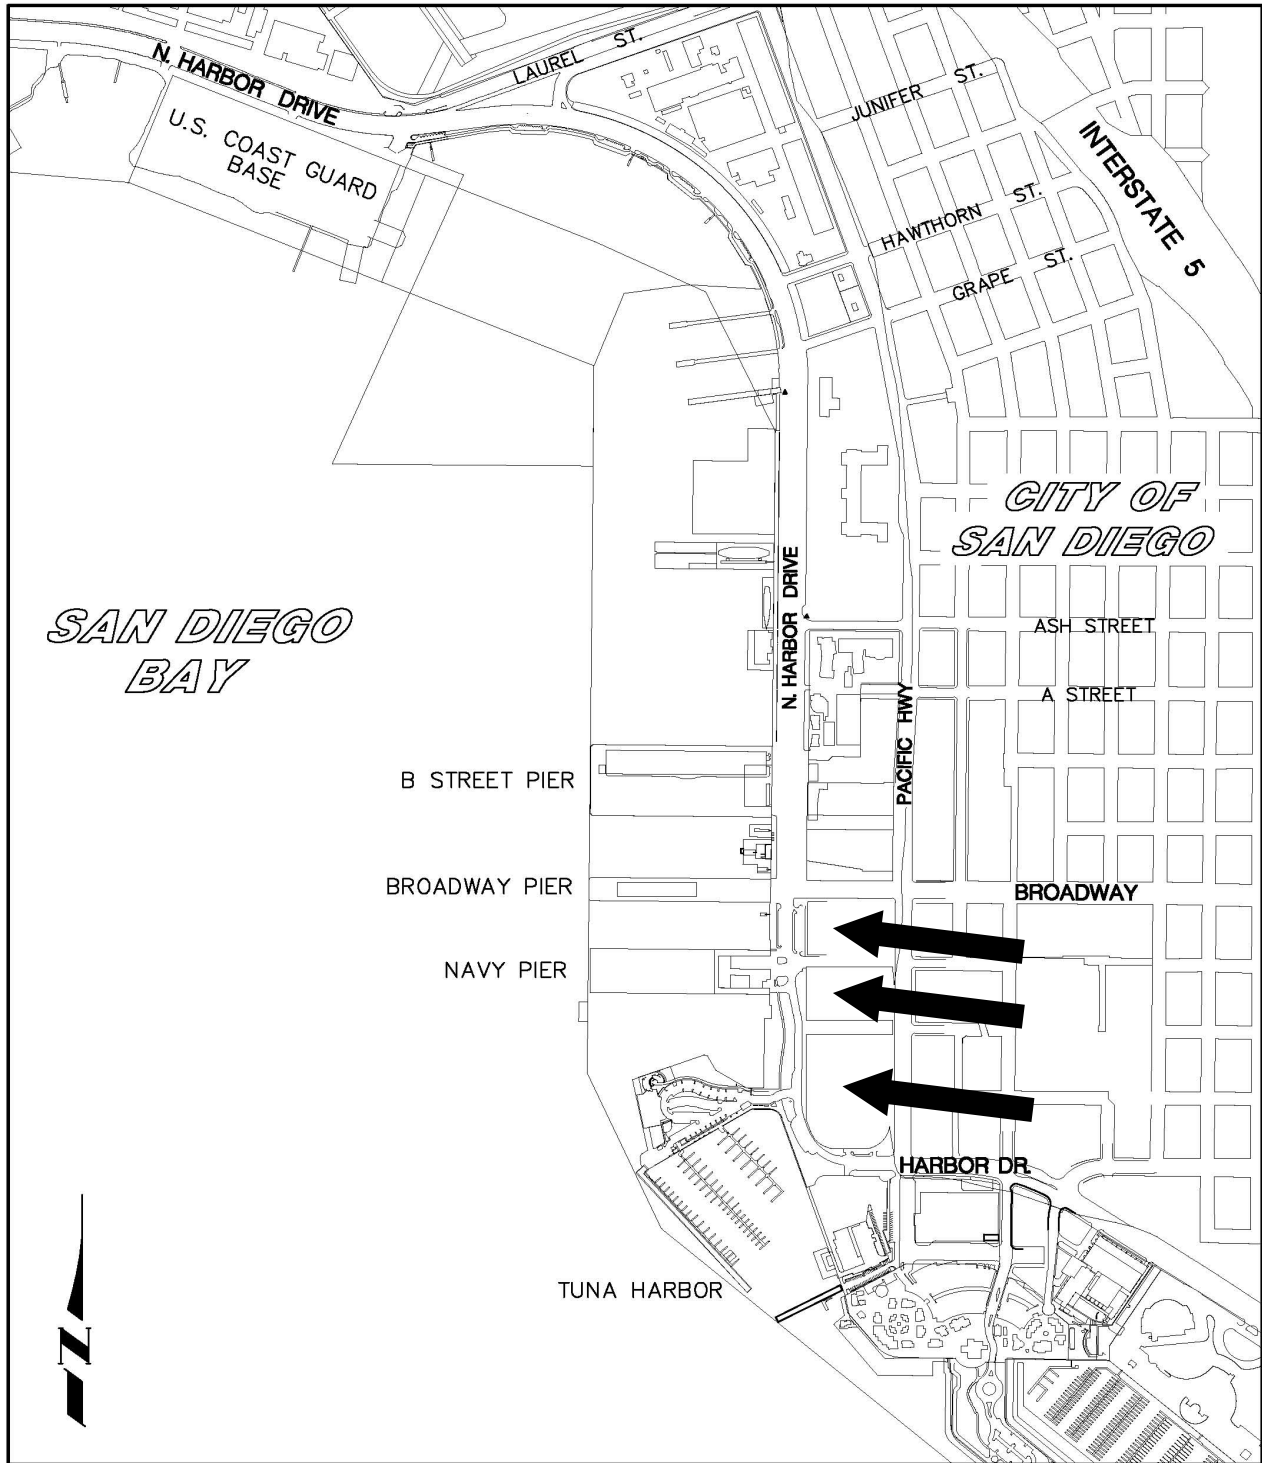 LAUREL ST.
N. HARBOR DRIVE
JUNIFER ST.
U.S. COAST GUARD
BASE
INTERSTATE 5
HAWTHORN ST.
GRAPE ST.
CITY OF
SAN DIEGO
N. HARBOR DRIVE
SAN DIEGO
BAY
ASH STREET
A STREET
PACIFIC HWY
B STREET PIER
BROADWAY PIER
BROADWAY
NAVY PIER
HARBOR DR.
TUNA HARBOR
N